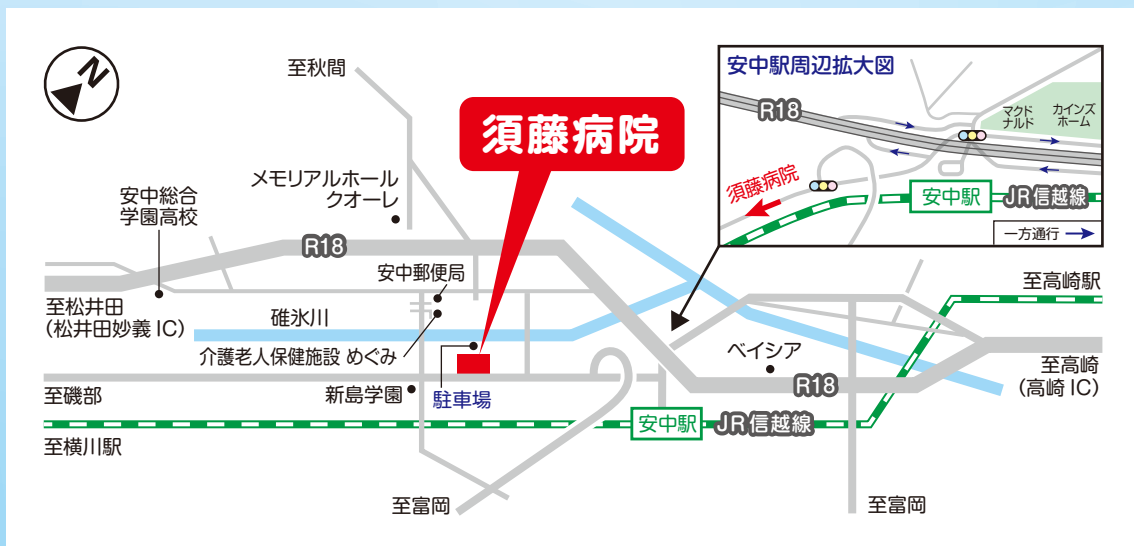 N
至秋間
須藤病院
メモリアルホール
クオーレ
安中総合
学園高校
R18
安中郵便局
至松井田
(松井田妙義 IC)
碓氷川
介護老人保健施設 めぐみ
至磯部
新島学園
駐車場
至横川駅
至富岡
安中駅
JR信越線
ベイシア
R18
至高崎駅
至高崎
(高崎 IC)
至富岡
安中駅周辺拡大図
R18
マクド
ナルド
カインズ
ホーム
須藤病院
安中駅
JR信越線
一方通行